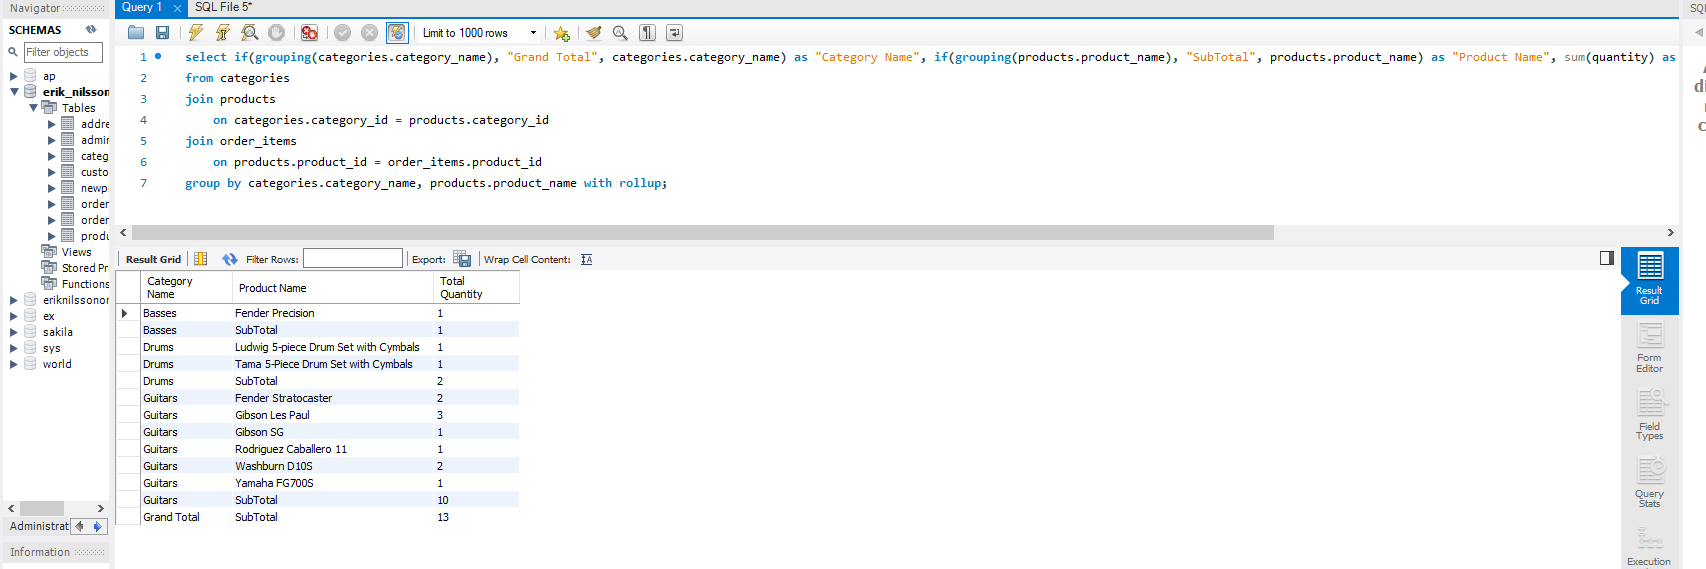 Navigator
Query 1
SQL File 5*
SQL
SCHEMAS
Filter objects
Limit to 1000 rows
ap
erik_nilsson
Tables
addre
admir
categ
custo
newp
order
order
produ
Views
Stored Pr
Functions
eriknilssonor
ex
sakila
sys
world
Administrat
Information
1 select if(grouping(categories.category_name), "Grand Total", categories.category_name) as "Category Name", if(grouping(products.product_name), "SubTotal", products.product_name) as "Product Name", sum(quantity) as
2 from categories
3 join products
4 on categories.category_id = products.category_id
5 join order_items
6 on products.product_id = order_items.product_id
7 group by categories.category_name, products.product_name with rollup;
Result Grid Filter Rows: Export: Wrap Cell Content:
Category Name Product Name Total Quantity
Basses Fender Precision 1
Basses SubTotal 1
Drums Ludwig 5-piece Drum Set with Cymbals 1
Drums Tama 5-Piece Drum Set with Cymbals 1
Drums SubTotal 2
Guitars Fender Stratocaster 2
Guitars Gibson Les Paul 3
Guitars Gibson SG 1
Guitars Rodriguez Caballero 11 1
Guitars Washburn D10S 2
Guitars Yamaha FG700S 1
Guitars SubTotal 10
Grand Total SubTotal 13
Result
Grid
Form
Editor
Field
Types
Query
Stats
Execution
di
c